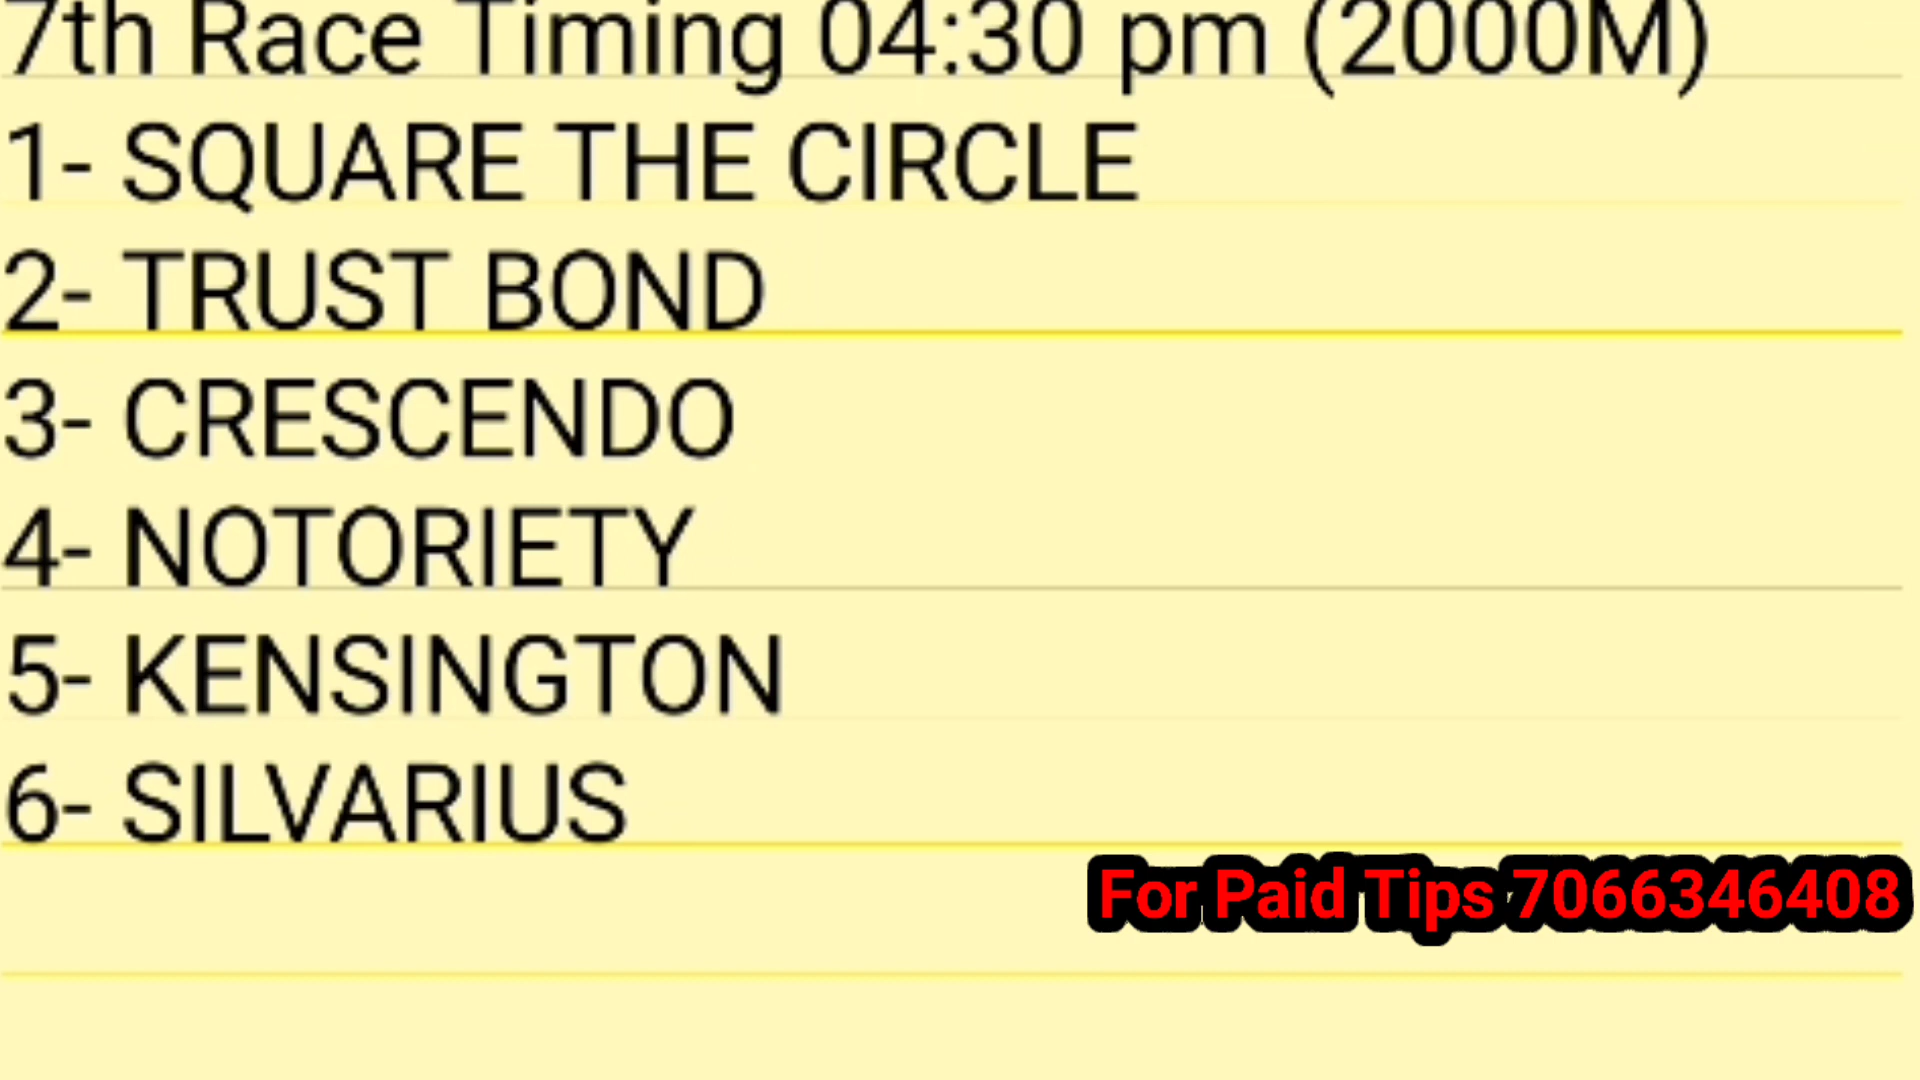 7th Race Timing 04:30 pm (2000M)
1- SQUARE THE CIRCLE
2- TRUST BOND
3- CRESCENDO
4- NOTORIETY
5- KENSINGTON
6- SILVARIUS
For Paid Tips 7066346408